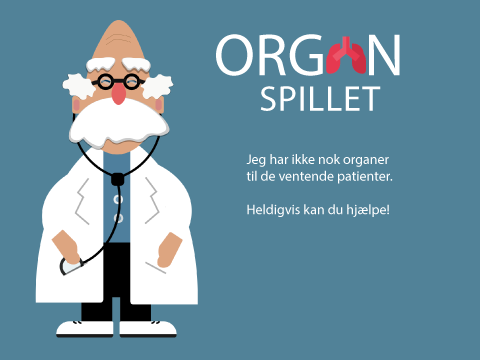 ORGAN
SPILLET
Jeg har ikke nok organer
til de ventende patienter.
Heldigvis kan du hjælpe!